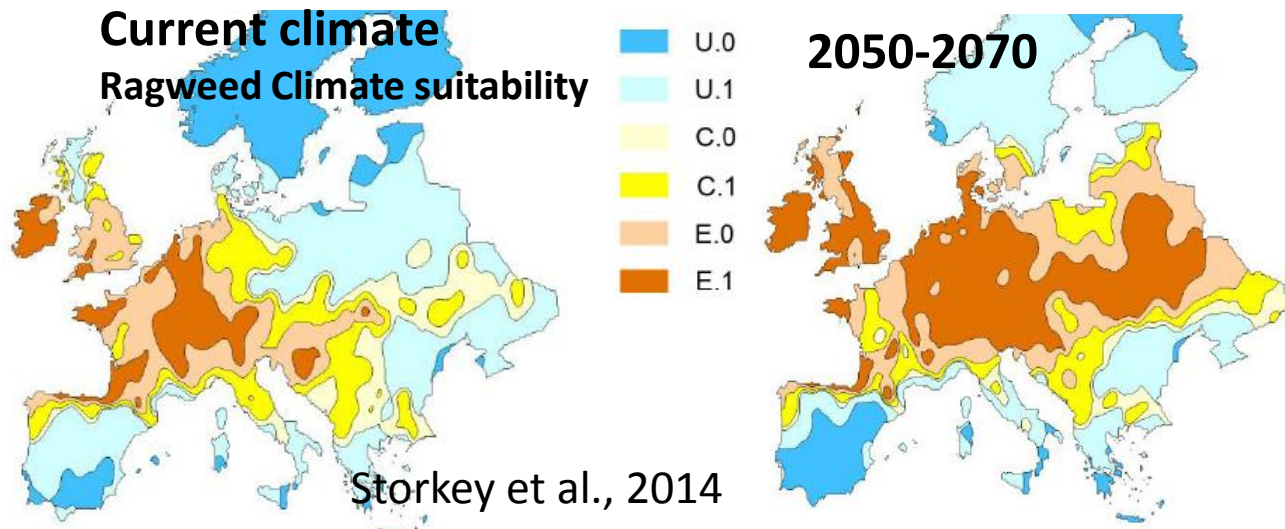 Current climate
Ragweed Climate suitability
U.0
U.1
C.0
C.1
E.0
E.1
2050-2070
Storkey et al., 2014